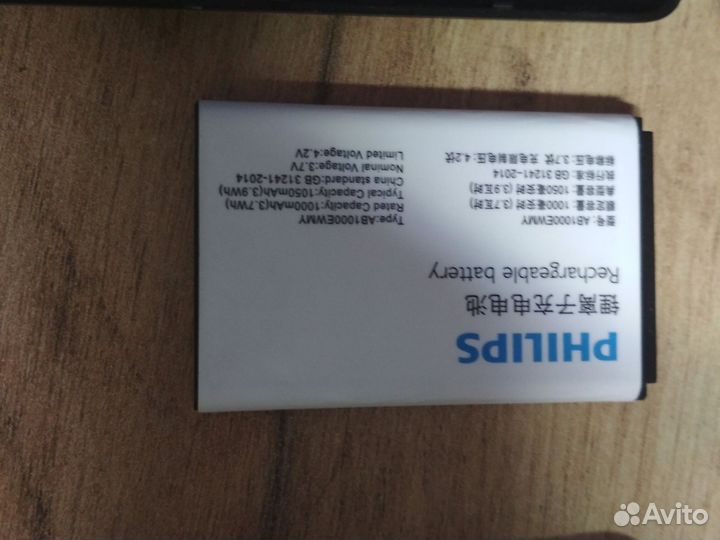 PHILIPS
锂离子充电电池
Rechargeable battery
型号: AB1000EWMY
额定容量: 1000毫安时 (3.7瓦时)
典型容量: 1050毫安时 (3.9瓦时)
执行标准: GB 31241-2014
标称电压: 3.7伏 充电限制电压: 4.2伏
Type:AB1000EWMY
Rated Capacity:1000mAh(3.7Wh)
Typical Capacity:1050mAh(3.9Wh)
China standard:GB 31241-2014
Nominal Voltage:3.7V
Limited Voltage:4.2V
Avito